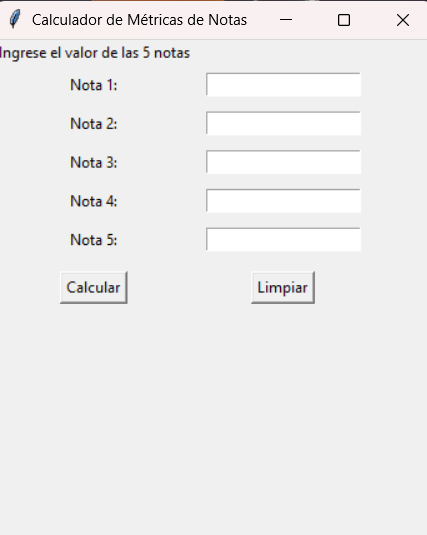 Calculador de Métricas de Notas
Ingrese el valor de las 5 notas
Nota 1:
Nota 2:
Nota 3:
Nota 4:
Nota 5:
Calcular Limpiar